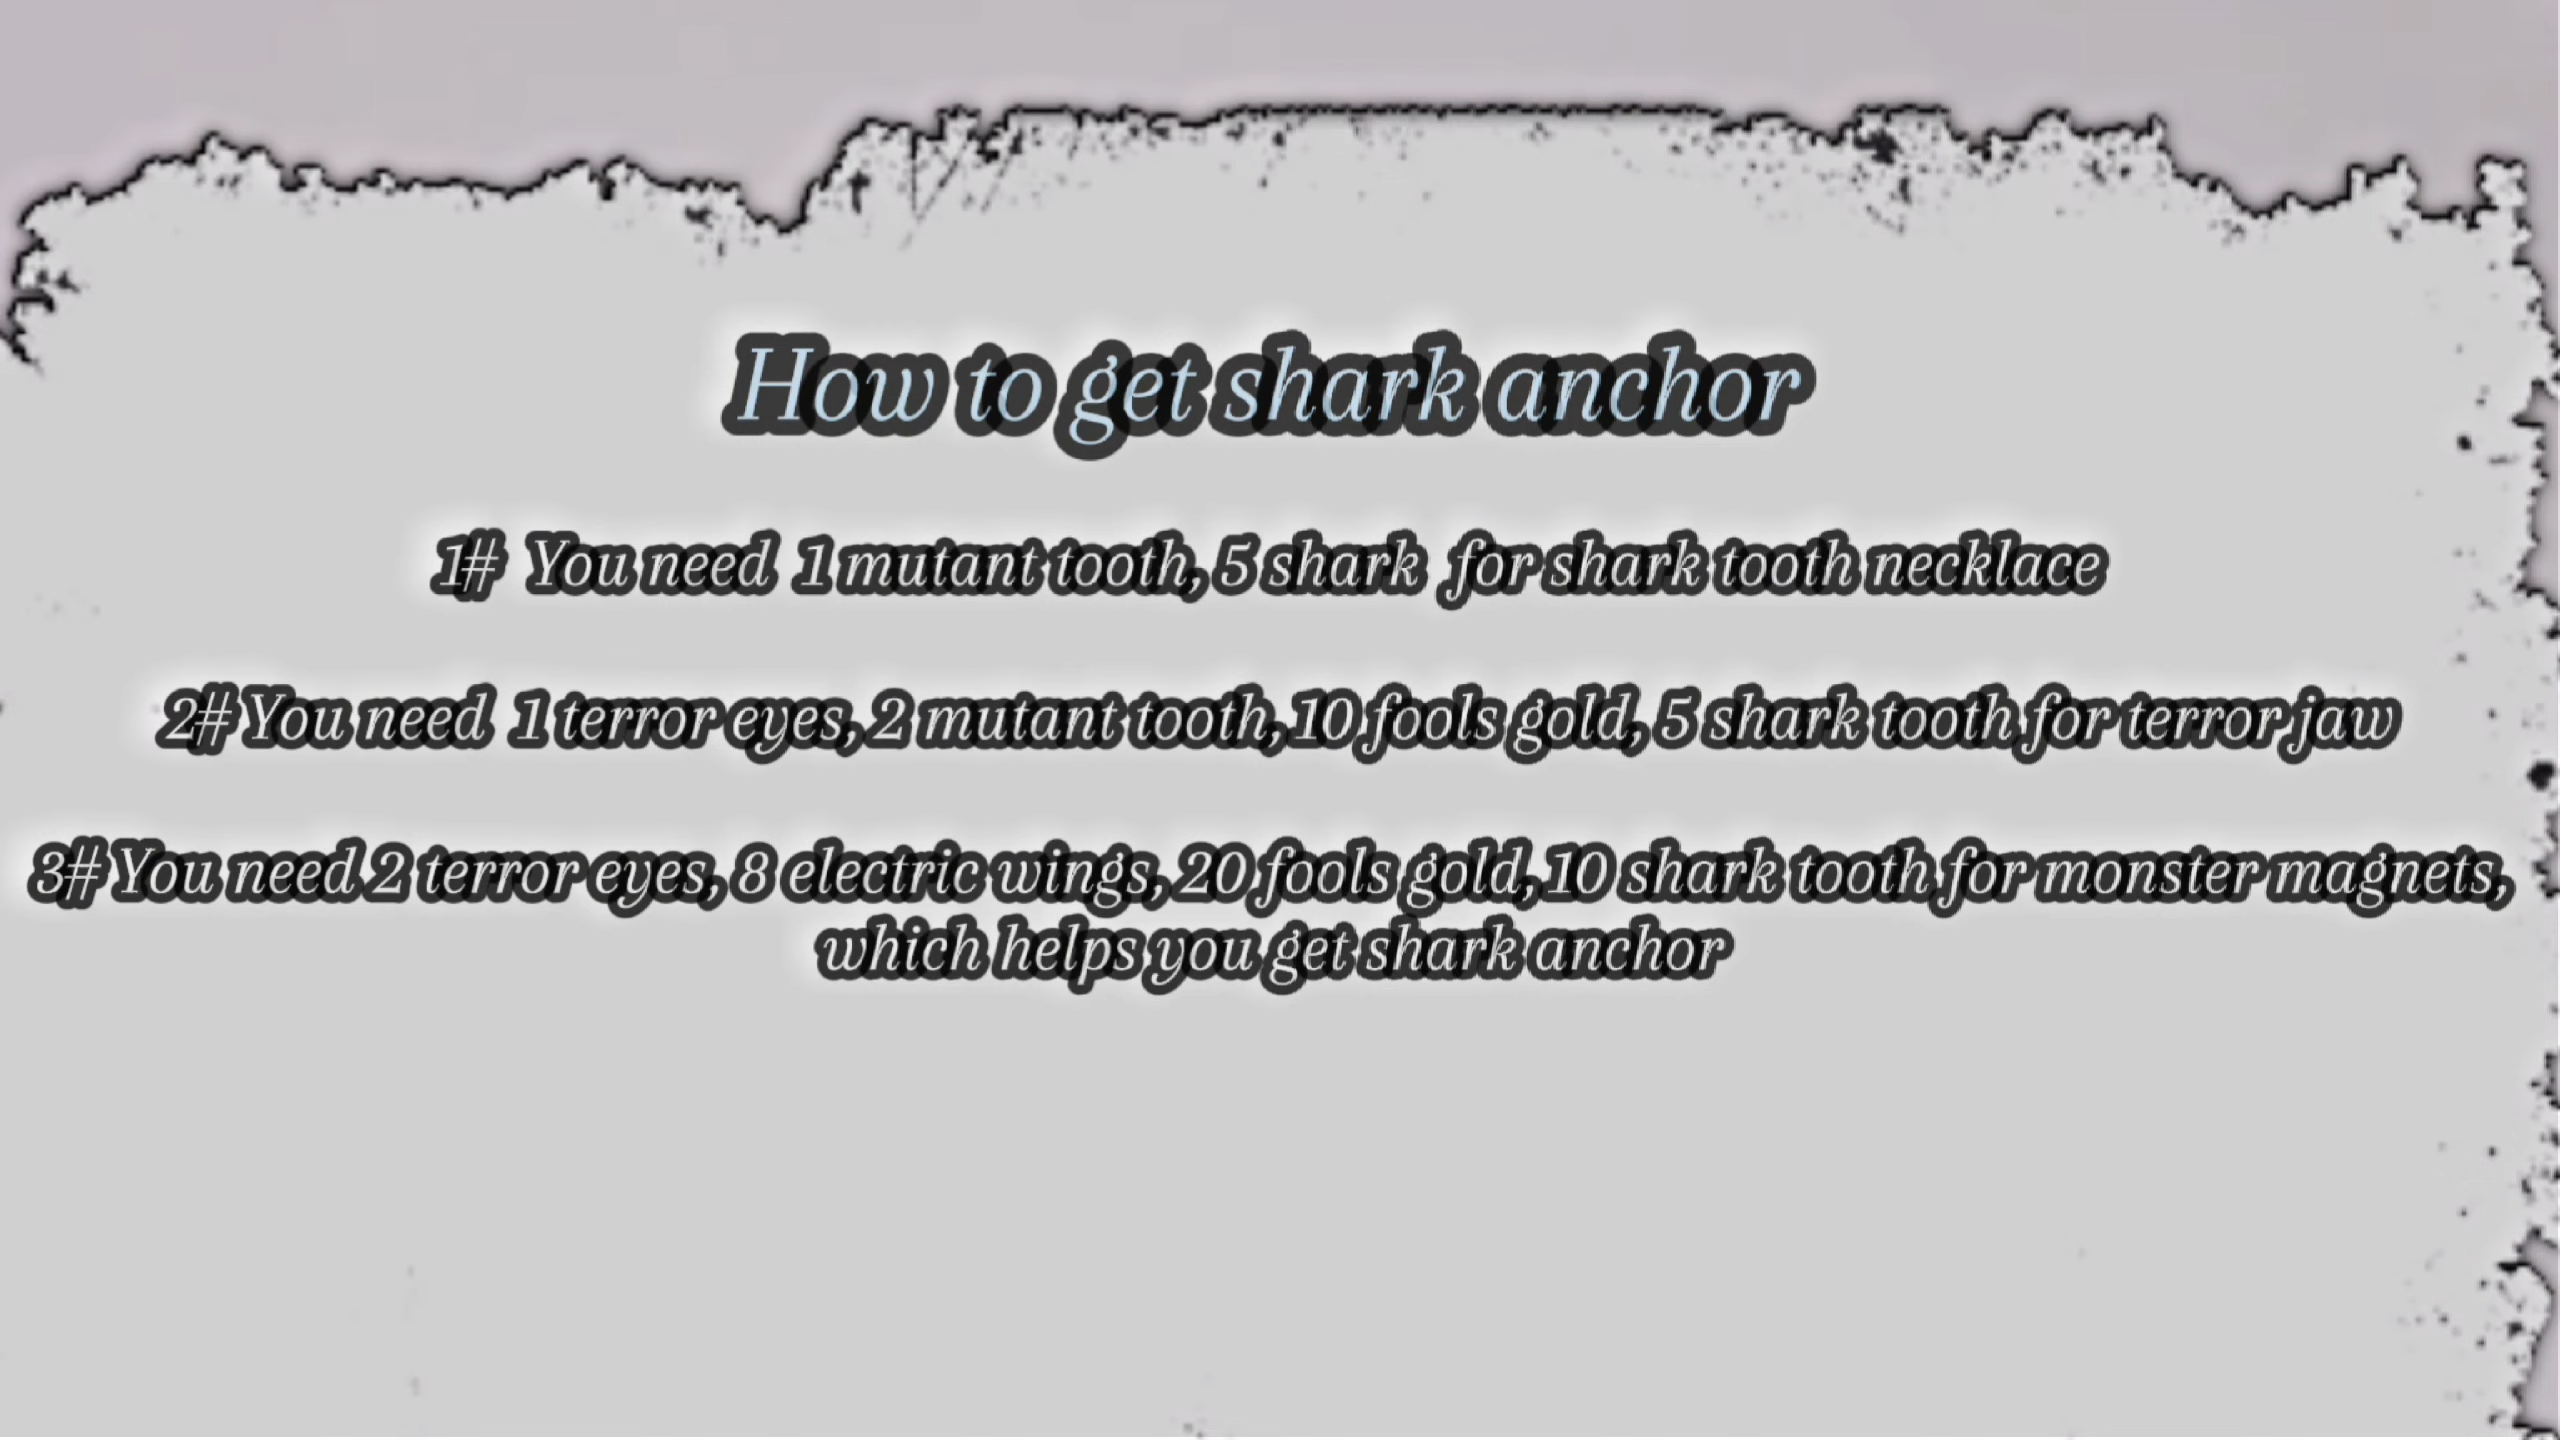 How to get shark anchor
1# You need 1 mutant tooth, 5 shark for shark tooth necklace
2# You need 1 terror eyes, 2 mutant tooth, 10 fools gold, 5 shark tooth for terror jaw
3# You need 2 terror eyes, 8 electric wings, 20 fools gold, 10 shark tooth for monster magnets,
which helps you get shark anchor